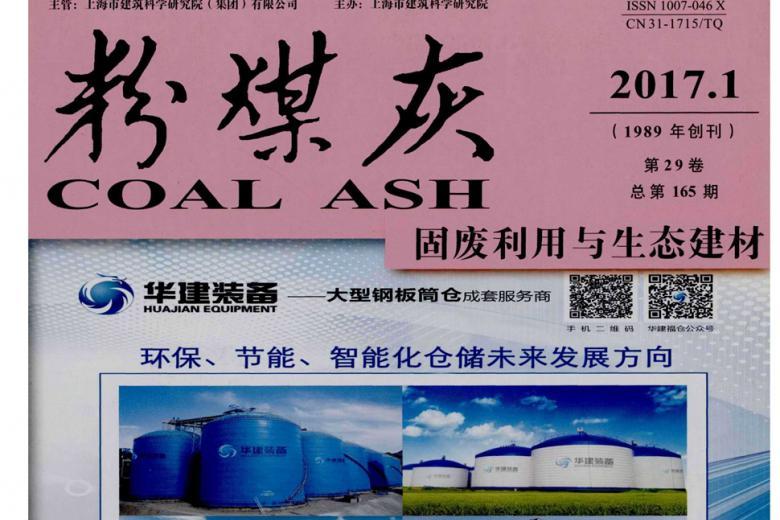 主管：上海市建筑科学研究院（集团）有限公司 主办：上海市建筑科学研究院
ISSN 1007-046 X
CN 31-1715/TQ
粉煤灰
COAL ASH
2017.1
（1989 年创刊）
第 29 卷
总第 165 期
固废利用与生态建材
华建装备
HUAJIAN EQUIPMENT
——大型钢板筒仓成套服务商
手机二维码 华建福仓公众号
环保、节能、智能化仓储未来发展方向
华建装备
华建装备
华建装备